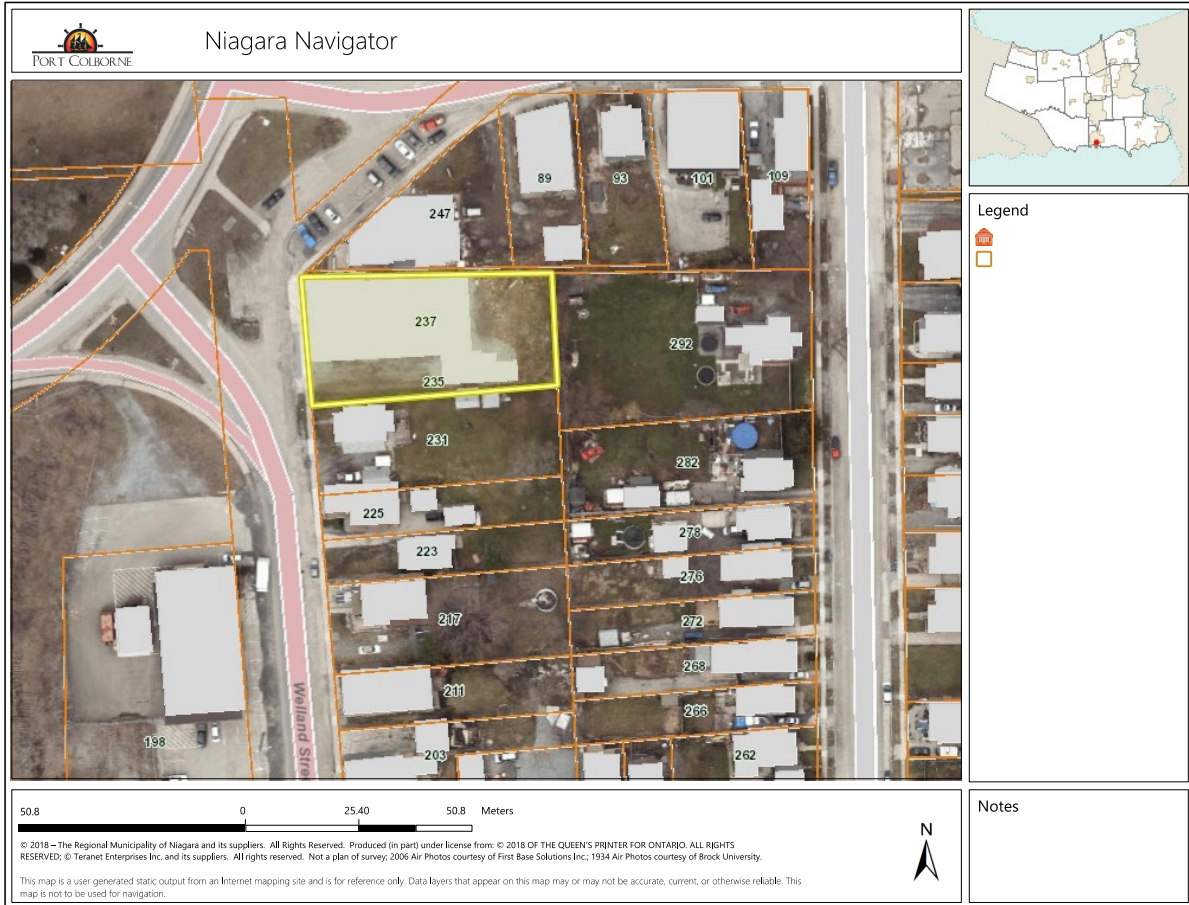 PORT COLBORNE
Niagara Navigator
Legend
89
93
101
109
247
237
292
235
231
282
225
278
223
276
217
272
268
211
266
198
203
262
Welland Stre
50.8
0
25.40
50.8
Meters
© 2018 – The Regional Municipality of Niagara and its suppliers. All Rights Reserved. Produced (in part) under license from: © 2018 OF THE QUEEN'S PRINTER FOR ONTARIO. ALL RIGHTS
RESERVED; © Teranet Enterprises Inc. and its suppliers. All rights reserved. Not a plan of survey; 2006 Air Photos courtesy of First Base Solutions Inc.; 1934 Air Photos courtesy of Brock University.
This map is a user generated static output from an Internet mapping site and is for reference only. Data layers that appear on this map may or may not be accurate, current, or otherwise reliable. This
map is not to be used for navigation.
N
Notes